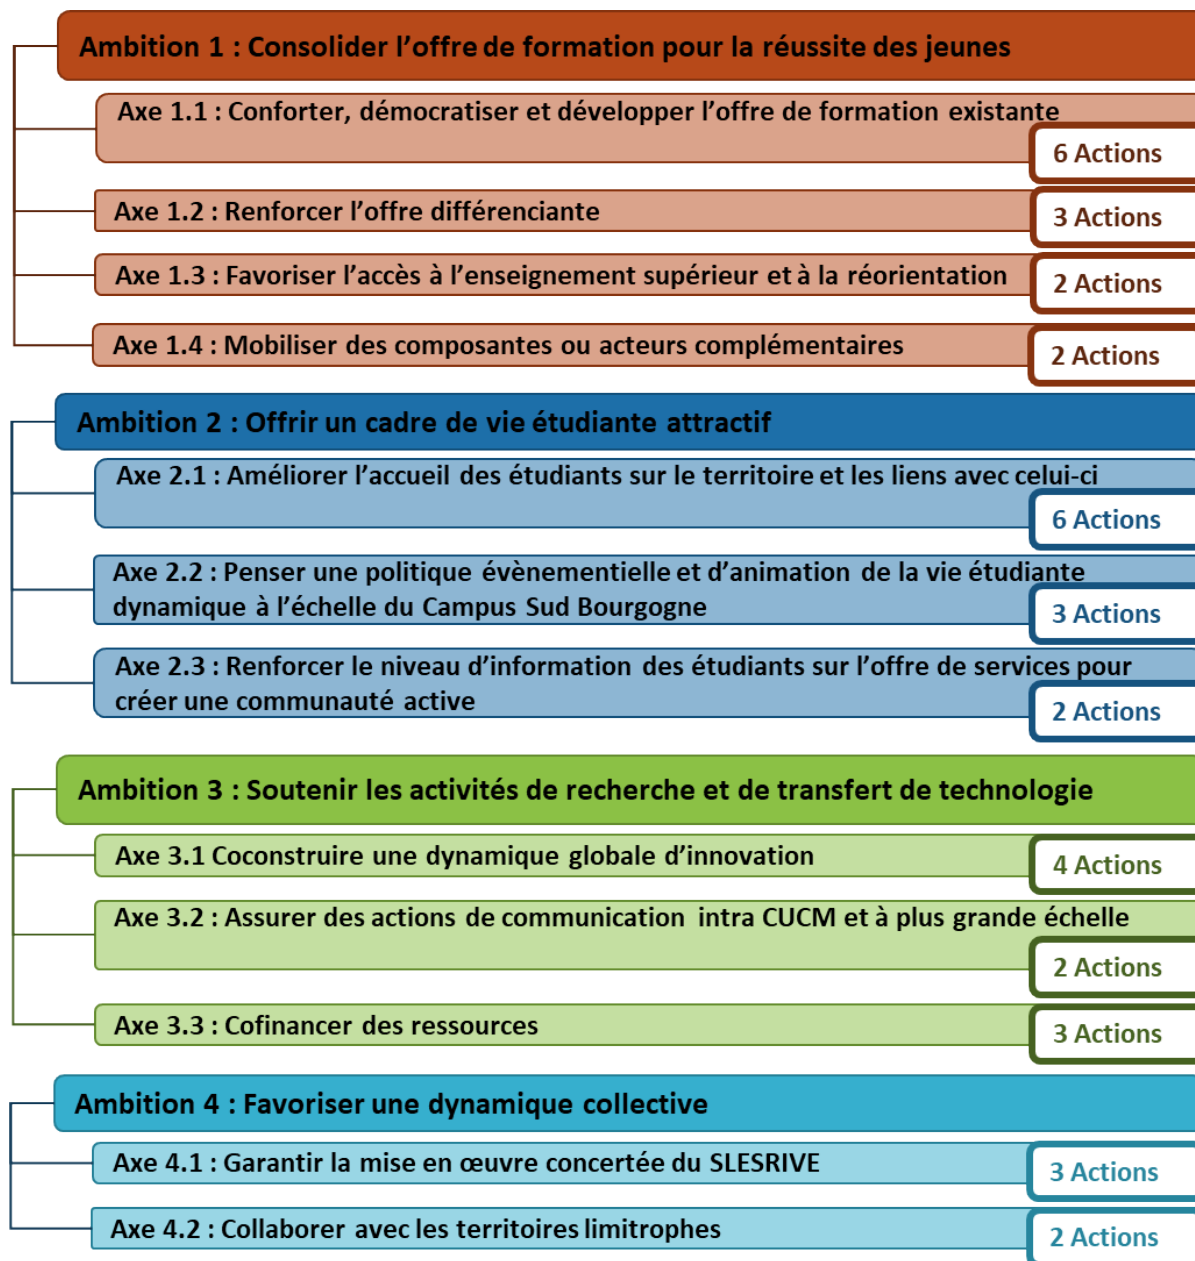 Ambition 1 : Consolider l’offre de formation pour la réussite des jeunes
Axe 1.1 : Conforter, démocratiser et développer l’offre de formation existante
6 Actions
Axe 1.2 : Renforcer l’offre différenciante
3 Actions
Axe 1.3 : Favoriser l’accès à l’enseignement supérieur et à la réorientation
2 Actions
Axe 1.4 : Mobiliser des composantes ou acteurs complémentaires
2 Actions
Ambition 2 : Offrir un cadre de vie étudiante attractif
Axe 2.1 : Améliorer l’accueil des étudiants sur le territoire et les liens avec celui-ci
6 Actions
Axe 2.2 : Penser une politique évènementielle et d’animation de la vie étudiante
dynamique à l’échelle du Campus Sud Bourgogne
3 Actions
Axe 2.3 : Renforcer le niveau d’information des étudiants sur l’offre de services pour
créer une communauté active
2 Actions
Ambition 3 : Soutenir les activités de recherche et de transfert de technologie
Axe 3.1 Coconstruire une dynamique globale d’innovation
4 Actions
Axe 3.2 : Assurer des actions de communication intra CUCM et à plus grande échelle
2 Actions
Axe 3.3 : Cofinancer des ressources
3 Actions
Ambition 4 : Favoriser une dynamique collective
Axe 4.1 : Garantir la mise en œuvre concertée du SLESRIVE
3 Actions
Axe 4.2 : Collaborer avec les territoires limitrophes
2 Actions